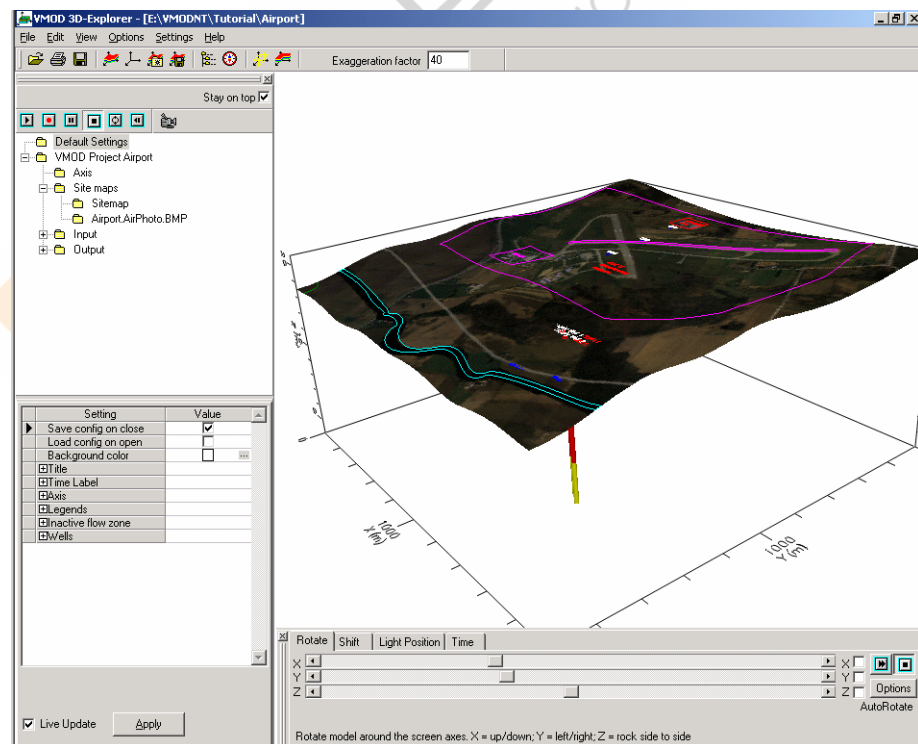 VMOD 3D-Explorer - [E:\VMODNT\Tutorial\Airport]
File Edit View Options Settings Help
Exaggeration factor 40
Stay on top
Default Settings
VMOD Project Airport
Axis
Site maps
Sitemap
Airport.AirPhoto.BMP
Input
Output
Setting Value
Save config on close
Load config on open
Background color
Title
Time Label
Axis
Legends
Inactive flow zone
Wells
Live Update Apply
0
1000
X (m)
1000
Y (m)
Rotate Shift Light Position Time
X X
Y Y
Z Z Options
AutoRotate
Rotate model around the screen axes. X = up/down; Y = left/right; Z = rock side to side